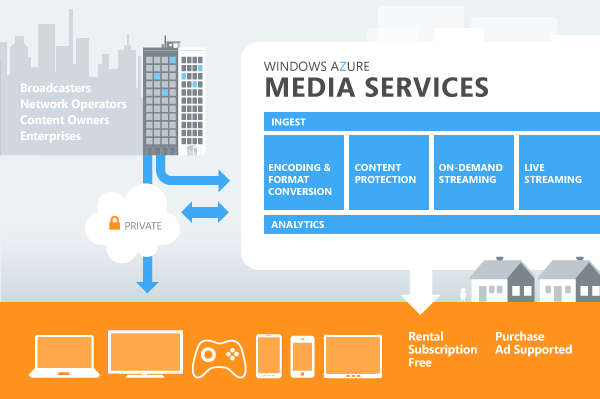 Broadcasters
Network Operators
Content Owners
Enterprises
WINDOWS AZURE
MEDIA SERVICES
INGEST
ENCODING &
FORMAT
CONVERSION
CONTENT
PROTECTION
ON-DEMAND
STREAMING
LIVE
STREAMING
ANALYTICS
PRIVATE
Rental
Subscription
Free
Purchase
Ad Supported